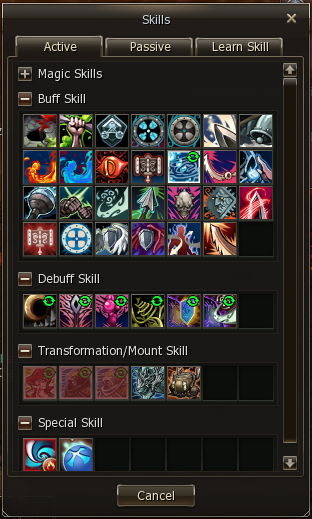 Skills
Active Passive Learn Skill
Magic Skills
Buff Skill
Debuff Skill
Transformation/Mount Skill
Special Skill
Cancel